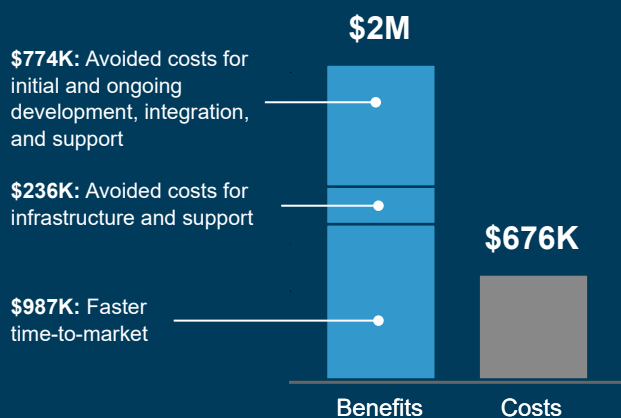 $2M
$774K: Avoided costs for
initial and ongoing
development, integration,
and support
$236K: Avoided costs for
infrastructure and support
$676K
$987K: Faster
time-to-market
Benefits
Costs